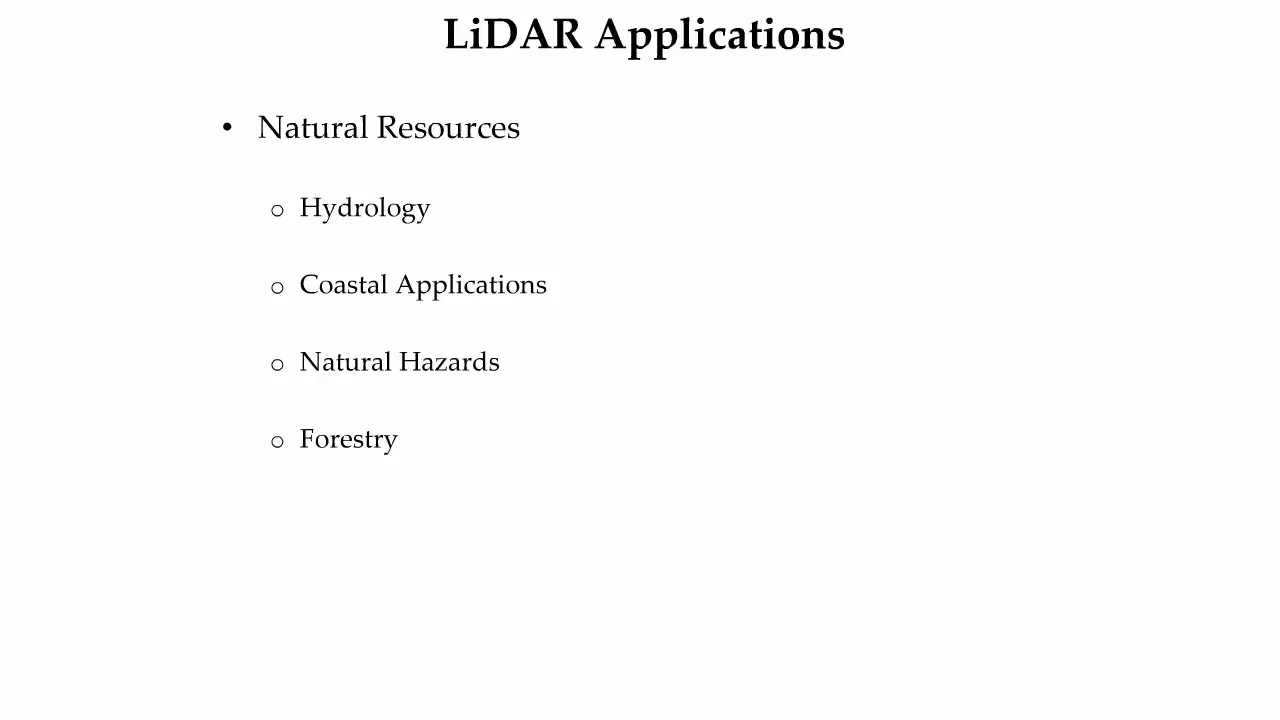 LiDAR Applications
• Natural Resources
o Hydrology
o Coastal Applications
o Natural Hazards
o Forestry